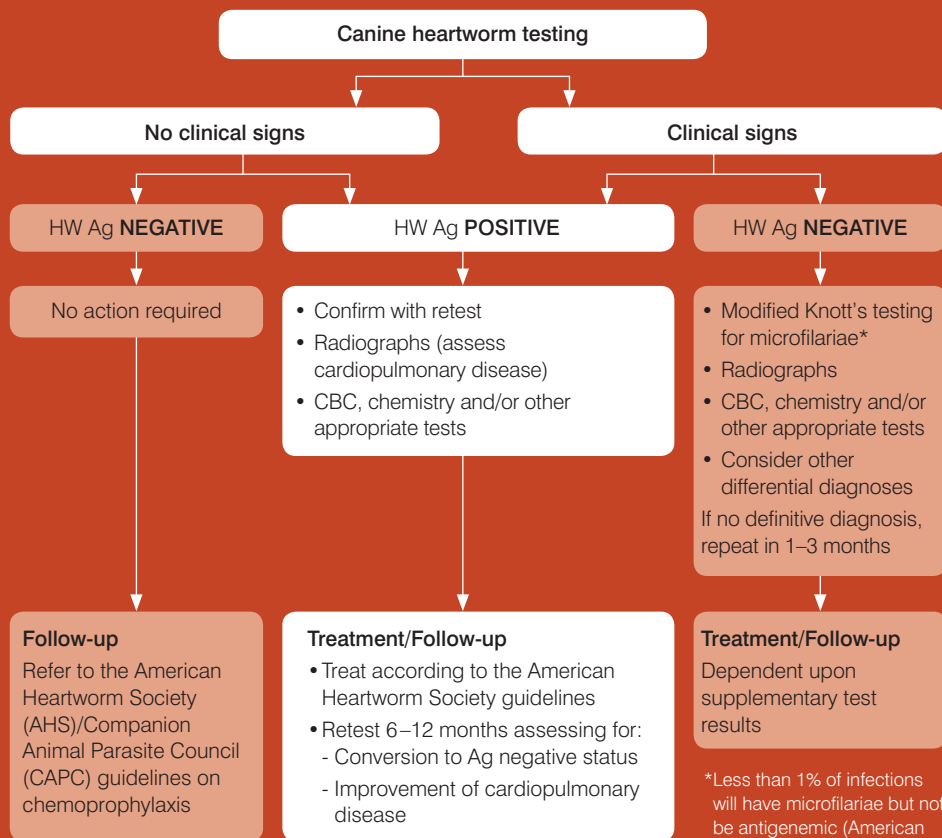 Canine heartworm testing
No clinical signs
Clinical signs
HW Ag NEGATIVE
HW Ag POSITIVE
HW Ag NEGATIVE
No action required
• Confirm with retest
• Radiographs (assess
cardiopulmonary disease)
• CBC, chemistry and/or other
appropriate tests
• Modified Knott's testing
for microfilariae*
• Radiographs
• CBC, chemistry and/or
other appropriate tests
• Consider other
differential diagnoses
If no definitive diagnosis,
repeat in 1–3 months
Follow-up
Refer to the American
Heartworm Society
(AHS)/Companion
Animal Parasite Council
(CAPC) guidelines on
chemoprophylaxis
Treatment/Follow-up
• Treat according to the American
Heartworm Society guidelines
• Retest 6–12 months assessing for:
- Conversion to Ag negative status
- Improvement of cardiopulmonary
disease
Treatment/Follow-up
Dependent upon
supplementary test
results
*Less than 1% of infections
will have microfilariae but not
be antigenemic (American